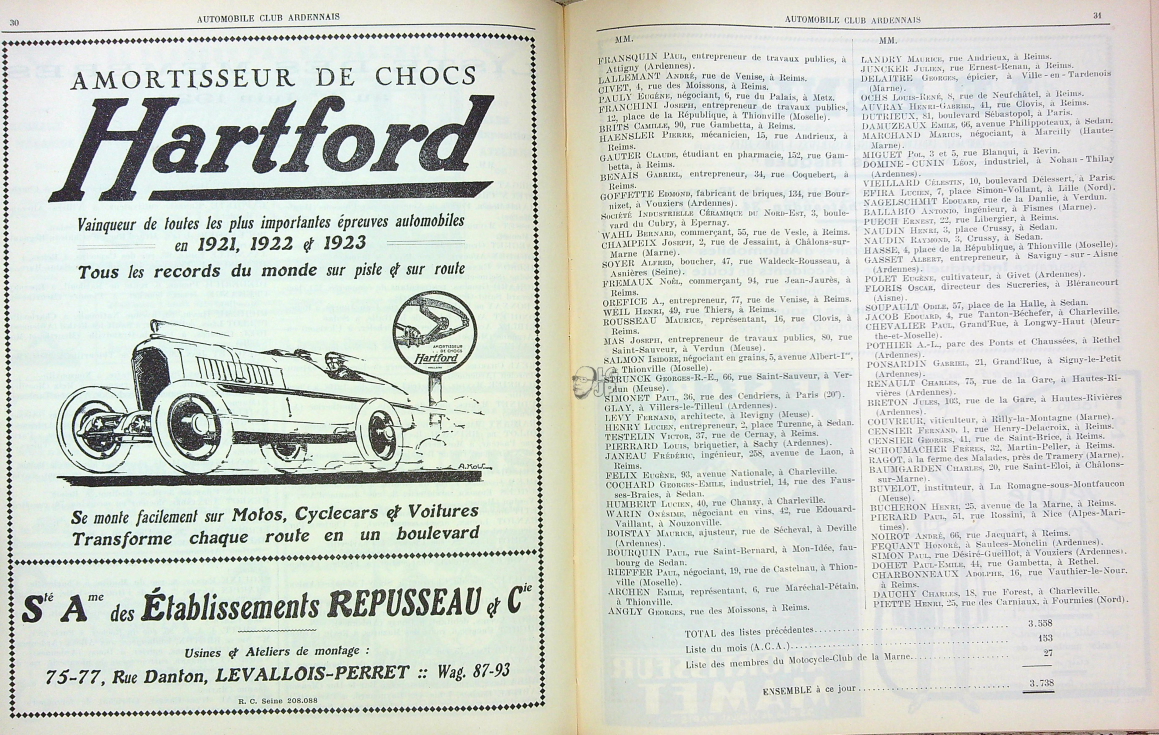 30
AUTOMOBILE CLUB ARDENNAIS
AMORTISSEUR DE CHOCS
Hartford
Vainqueur de toutes les plus importantes épreuves automobiles
en 1921, 1922 & 1923
Tous les records du monde sur piste & sur route
AMORTISSEUR
DE CHOCS
Hartford
A. Kow
Se monte facilement sur Motos, Cyclecars & Voitures
Transforme chaque route en un boulevard
Sté Ame des Établissements REPUSSEAU & Cie
Usines & Ateliers de montage :
75-77, Rue Danton, LEVALLOIS-PERRET :: Wag. 87-93
R. C. Seine 208.088
AUTOMOBILE CLUB ARDENNAIS
31
MM.
FRANSQUIN Paul, entrepreneur de travaux publics, à
Attigny (Ardennes).
LALLEMANT André, rue de Venise, à Reims.
CIVET, 4, rue des Moissons, à Reims.
PAULY Eugène, négociant, 6, rue du Palais, à Metz.
FRANCHINI Joseph, entrepreneur de travaux publics,
12, place de la République, à Thionville (Moselle).
BRITS Camille, 90, rue Gambetta, à Reims.
HAENSLER Pierre, mécanicien, 15, rue Andrieux, à
Reims.
GAUTER Claude, étudiant en pharmacie, 152, rue Gam-
betta, à Reims.
BENAIS Gabriel, entrepreneur, 34, rue Coquebert, à
Reims.
GOFFETTE Edmond, fabricant de briques, 134, rue Bour-
nizet, à Vouziers (Ardennes).
Société Industrielle Céramique du Nord-Est, 3, boule-
vard du Cubry, à Epernay.
WAHL Bernard, commerçant, 55, rue de Vesle, à Reims.
CHAMPEIX Joseph, 2, rue de Jessaint, à Châlons-sur-
Marne (Marne).
SOYER Alfred, boucher, 47, rue Waldeck-Rousseau, à
Asnières (Seine).
FREMAUX Noël, commerçant, 94, rue Jean-Jaurès, à
Reims.
OREFICE A., entrepreneur, 77, rue de Venise, à Reims.
WEIL Henri, 49, rue Thiers, à Reims.
ROUSSEAU Maurice, représentant, 16, rue Clovis, à
Reims.
MAS Joseph, entrepreneur de travaux publics, 80, rue
Saint-Sauveur, à Verdun (Meuse).
SALMON Isidore, négociant en grains, 5, avenue Albert-Ier,
à Thionville (Moselle).
STRUNCK Georges-R.-E., 66, rue Saint-Sauveur, à Ver-
dun (Meuse).
SIMONET Paul, 36, rue des Cendriers, à Paris (20e).
GLAY, à Villers-le-Tilleul (Ardennes).
LEVY Fernand, architecte, à Revigny (Meuse).
HENRY Lucien, entrepreneur, 2, place Turenne, à Sedan.
TESTELIN Victor, 37, rue de Cernay, à Reims.
PIERRARD Louis, briquetier, à Sachy (Ardennes).
JANEAU Frédéric, ingénieur, 258, avenue de Laon, à
Reims.
FELIX Eugène, 93, avenue Nationale, à Charleville.
COCHARD Georges-Emile, industriel, 14, rue des Faus-
ses-Braies, à Sedan.
HUMBERT Lucien, 40, rue Chanzy, à Charleville.
WARIN Onésime, négociant en vins, 42, rue Edouard-
Vaillant, à Nouzonville.
BOISTAY Maurice, ajusteur, rue de Sécheval, à Deville
(Ardennes).
BOURQUIN Paul, rue Saint-Bernard, à Mon-Idée, fau-
bourg de Sedan.
RIEFFER Paul, négociant, 19, rue de Castelnau, à Thion-
ville (Moselle).
ARCHEN Emile, représentant, 6, rue Maréchal-Pétain,
à Thionville.
ANGLY Georges, rue des Moissons, à Reims.
MM.
LANDRY Maurice, rue Andrieux, à Reims.
JUNCKER Julien, rue Ernest-Renan, à Reims.
DELAITRE Georges, épicier, à Ville-en-Tardenois
(Marne).
OCHS Louis-René, 8, rue de Neufchâtel, à Reims.
AUVRAY Henri-Gabriel, 41, rue Clovis, à Reims.
DUTRIEUX, 81, boulevard Sébastopol, à Paris.
DAMUZEAUX Emile, 66, avenue Philippoteaux, à Sedan.
MARCHAND Marius, négociant, à Marcilly (Haute-
Marne).
MIGUET Pol, 3 et 5, rue Blanqui, à Revin.
DOMINE-CUNIN Léon, industriel, à Nohan-Thilay
(Ardennes).
VIEILLARD Célestin, 10, boulevard Délessert, à Paris.
EFIRA Lucien, 7, place Simon-Vollant, à Lille (Nord).
NAGELSCHMIT Edouard, rue de la Danlie, à Verdun.
BALLABIO Antond, ingénieur, à Fismes (Marne).
PUECH Ernest, 22, rue Libergier, à Reims.
NAUDIN Henri, 3, place Crussy, à Sedan.
NAUDIN Raymond, 3, Crussy, à Sedan.
HASSE, 4, place de la République, à Thionville (Moselle).
GASSET Albert, entrepreneur, à Savigny-sur-Aisne
(Ardennes).
POLET Eugène, cultivateur, à Givet (Ardennes).
FLORIS Oscar, directeur des Sucreries, à Blérancourt
(Aisne).
SOUPAULT Odile, 57, place de la Halle, à Sedan.
JACOB Edouard, 4, rue Tanton-Béchefer, à Charleville.
CHEVALIER Paul, Grand'Rue, à Longwy-Haut (Meur-
the-et-Moselle).
POTHIER A.-L., parc des Ponts et Chaussées, à Rethel
(Ardennes).
PONSARDIN Gabriel, 21, Grand'Rue, à Signy-le-Petit
(Ardennes).
RENAULT Charles, 75, rue de la Gare, à Hautes-Ri-
vières (Ardennes).
BRETON Jules, 103, rue de la Gare, à Hautes-Rivières
(Ardennes).
COUVREUR, viticulteur, à Rilly-la-Montagne (Marne).
CENSIER Fernand, 1, rue Henry-Delacroix, à Reims.
CENSIER Georges, 41, rue de Saint-Brice, à Reims.
SCHOUMACHER Frères, 32, Martin-Peller, à Reims.
RAGOT, à la ferme des Malades, près de Tramery (Marne).
BAUMGARDEN Charles, 20, rue Saint-Eloi, à Châlons-
sur-Marne).
BUVELOT, instituteur, à La Romagne-sous-Montfaucon
(Meuse).
BUCHERON Henri, 25, avenue de la Marne, à Reims.
PIERARD Paul, 51, rue Rossini, à Nice (Alpes-Mari-
times).
NOIROT André, 66, rue Jacquart, à Reims.
FEQUANT Honoré, à Saulces-Monclin (Ardennes).
SIMON Paul, rue Désiré-Gueillot, à Vouziers (Ardennes).
DOHET Paul-Emile, 44, rue Gambetta, à Rethel.
CHARBONNEAUX Adolphe, 16, rue Vauthier-le-Noir,
à Reims.
DAUCHY Charles, 18, rue Forest, à Charleville.
PIETTE Henri, 25, rue des Carniaux, à Fourmies (Nord).
TOTAL des listes précédentes 3.558
Liste du mois (A.C.A.) 153
Liste des membres du Motocycle-Club de la Marne 27
ENSEMBLE à ce jour 3.738